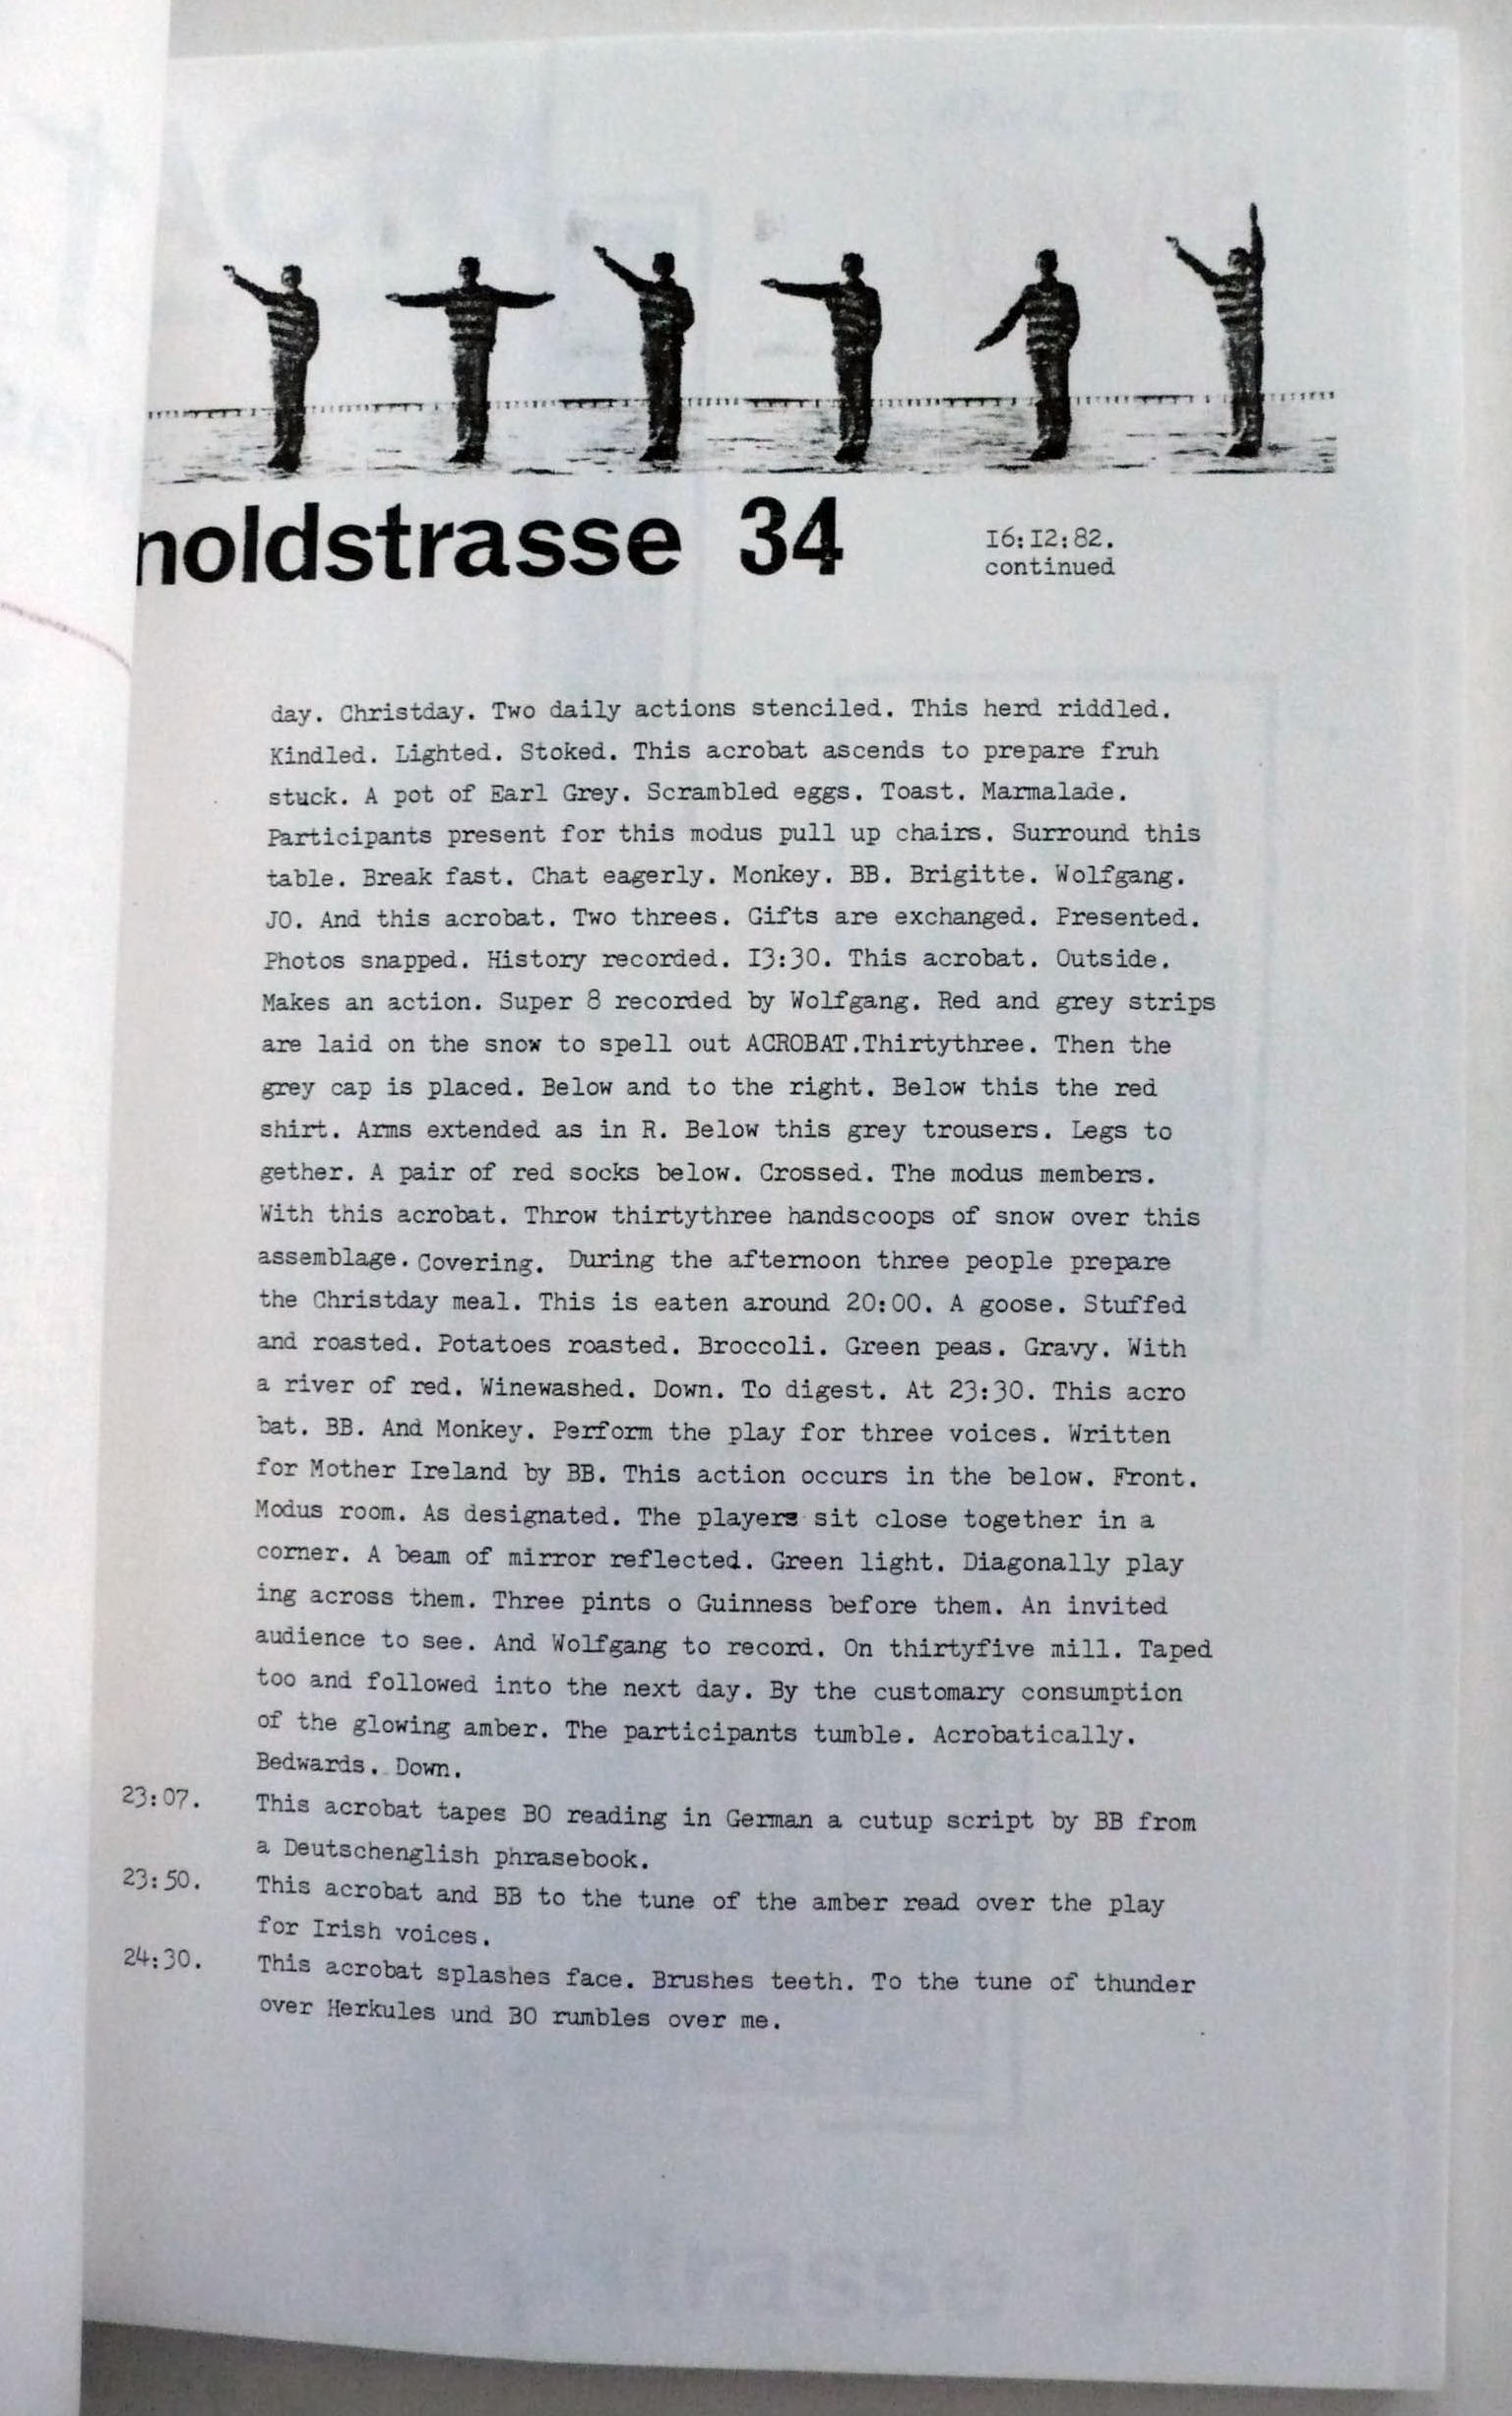 noldstrasse 34
I6:I2:82.
continued
day. Christday. Two daily actions stenciled. This herd riddled.
Kindled. Lighted. Stoked. This acrobat ascends to prepare fruh
stuck. A pot of Earl Grey. Scrambled eggs. Toast. Marmalade.
Participants present for this modus pull up chairs. Surround this
table. Break fast. Chat eagerly. Monkey. BB. Brigitte. Wolfgang.
JO. And this acrobat. Two threes. Gifts are exchanged. Presented.
Photos snapped. History recorded. I3:30. This acrobat. Outside.
Makes an action. Super 8 recorded by Wolfgang. Red and grey strips
are laid on the snow to spell out ACROBAT.Thirtythree. Then the
grey cap is placed. Below and to the right. Below this the red
shirt. Arms extended as in R. Below this grey trousers. Legs to
gether. A pair of red socks below. Crossed. The modus members.
With this acrobat. Throw thirtythree handscoops of snow over this
assemblage. Covering. During the afternoon three people prepare
the Christday meal. This is eaten around 20:00. A goose. Stuffed
and roasted. Potatoes roasted. Broccoli. Green peas. Gravy. With
a river of red. Winewashed. Down. To digest. At 23:30. This acro
bat. BB. And Monkey. Perform the play for three voices. Written
for Mother Ireland by BB. This action occurs in the below. Front.
Modus room. As designated. The players sit close together in a
corner. A beam of mirror reflected. Green light. Diagonally play
ing across them. Three pints o Guinness before them. An invited
audience to see. And Wolfgang to record. On thirtyfive mill. Taped
too and followed into the next day. By the customary consumption
of the glowing amber. The participants tumble. Acrobatically.
Bedwards. Down.
23:07. This acrobat tapes BO reading in German a cutup script by BB from
a Deutschenglish phrasebook.
23:50. This acrobat and BB to the tune of the amber read over the play
for Irish voices.
24:30. This acrobat splashes face. Brushes teeth. To the tune of thunder
over Herkules und BO rumbles over me.